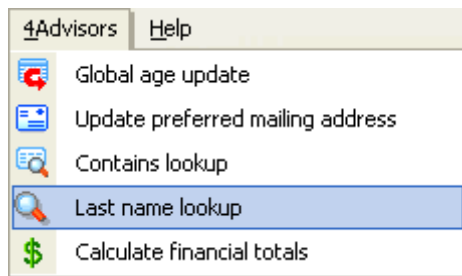 4Advisors Help
Global age update
Update preferred mailing address
Contains lookup
Last name lookup
Calculate financial totals